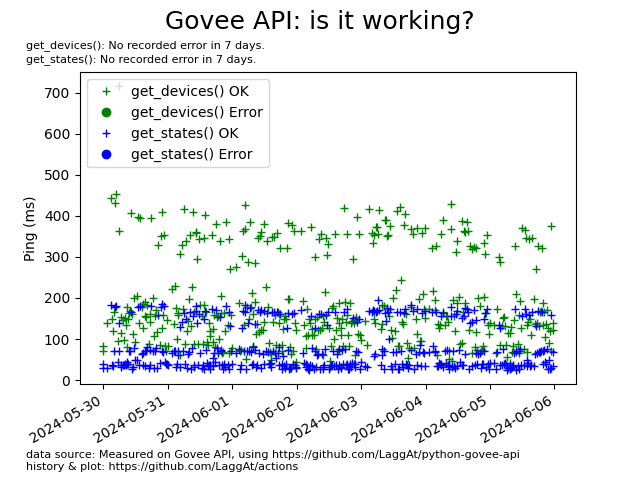 Govee API: is it working?
get_devices(): No recorded error in 7 days.
get_states(): No recorded error in 7 days.
get_devices() OK
get_devices() Error
get_states() OK
get_states() Error
Ping (ms)
700
600
500
400
300
200
100
0
2024-05-30
2024-05-31
2024-06-01
2024-06-02
2024-06-03
2024-06-04
2024-06-05
2024-06-06
data source: Measured on Govee API, using https://github.com/LaggAt/python-govee-api
history & plot: https://github.com/LaggAt/actions